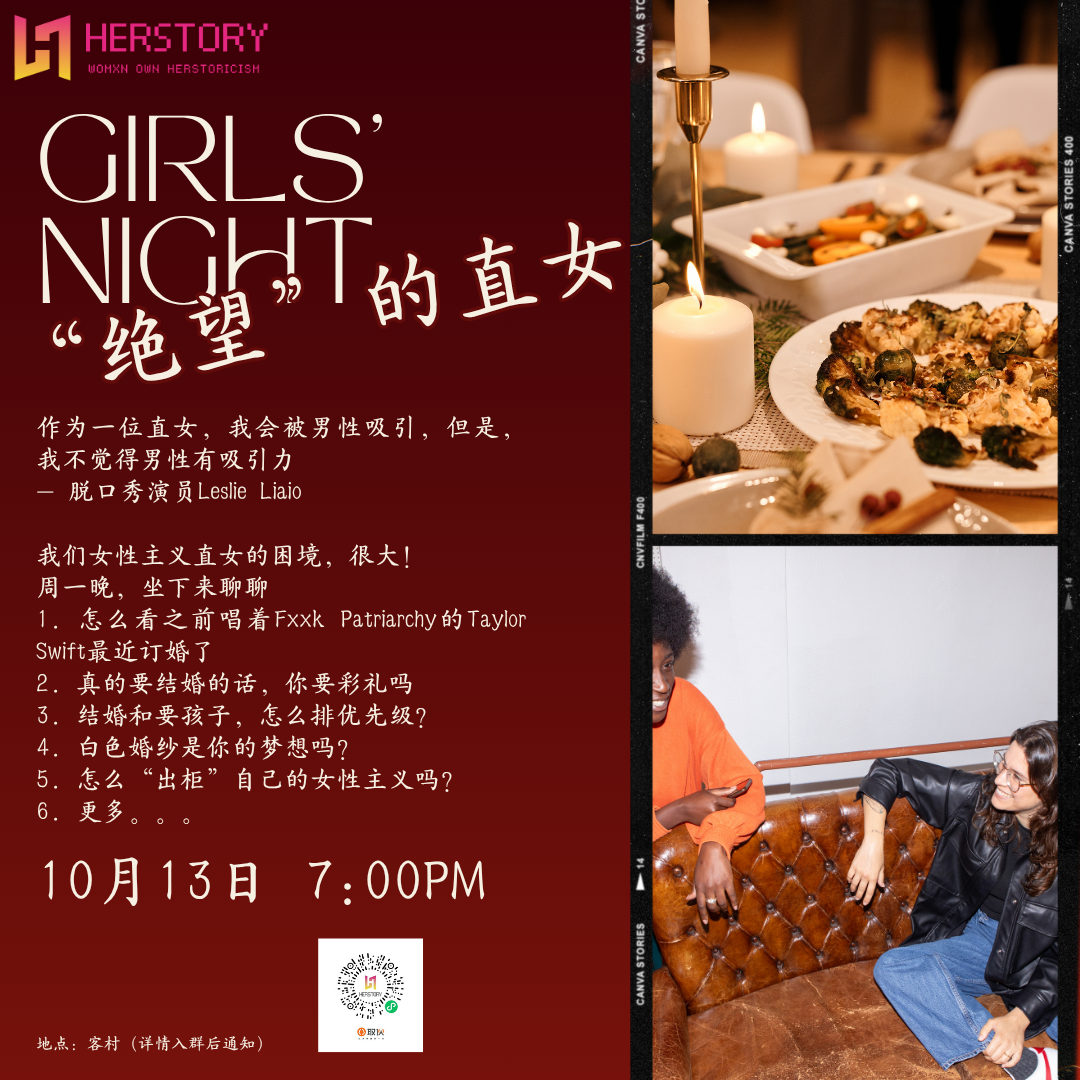 HERSTORY
WOMXN OWN HERSTORICISM
GIRLS'
NIGHT
“绝望”的直女
作为一位直女，我会被男性吸引，但是，
我不觉得男性有吸引力
— 脱口秀演员Leslie Liaio
我们女性主义直女的困境，很大！
周一晚，坐下来聊聊
1. 怎么看之前唱着Fxxk Patriarchy的Taylor
Swift最近订婚了
2. 真的要结婚的话，你要彩礼吗
3. 结婚和要孩子，怎么排优先级？
4. 白色婚纱是你的梦想吗？
5. 怎么“出柜”自己的女性主义吗？
6. 更多。。。
10月13日 7:00PM
HERSTORY
地点：客村（详情入群后通知）
CANVA STORIES
CANVA STORIES 400
CNVFILM F400
14
14
CANVA STORIES